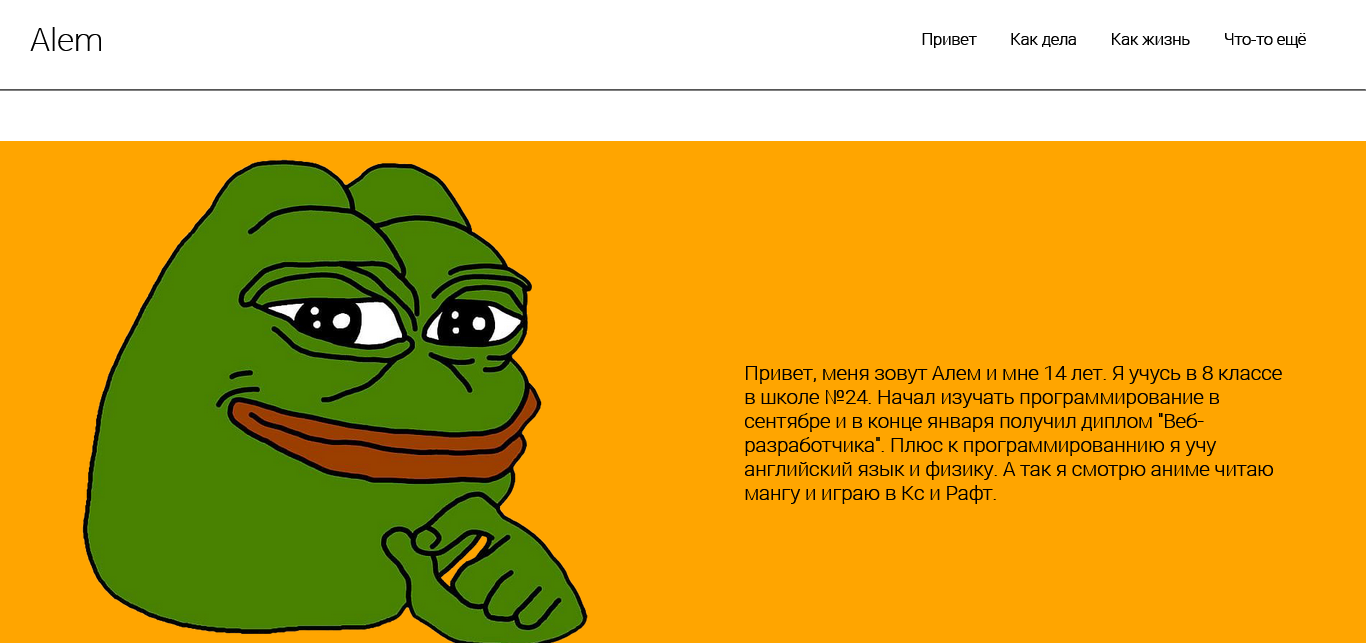 Alem
Привет Как дела Как жизнь Что-то ещё
Привет, меня зовут Алем и мне 14 лет. Я учусь в 8 классе
в школе №24. Начал изучать программирование в
сентябре и в конце января получил диплом "Веб-
разработчика". Плюс к программированнию я учу
английский язык и физику. А так я смотрю аниме читаю
мангу и играю в Кс и Рафт.